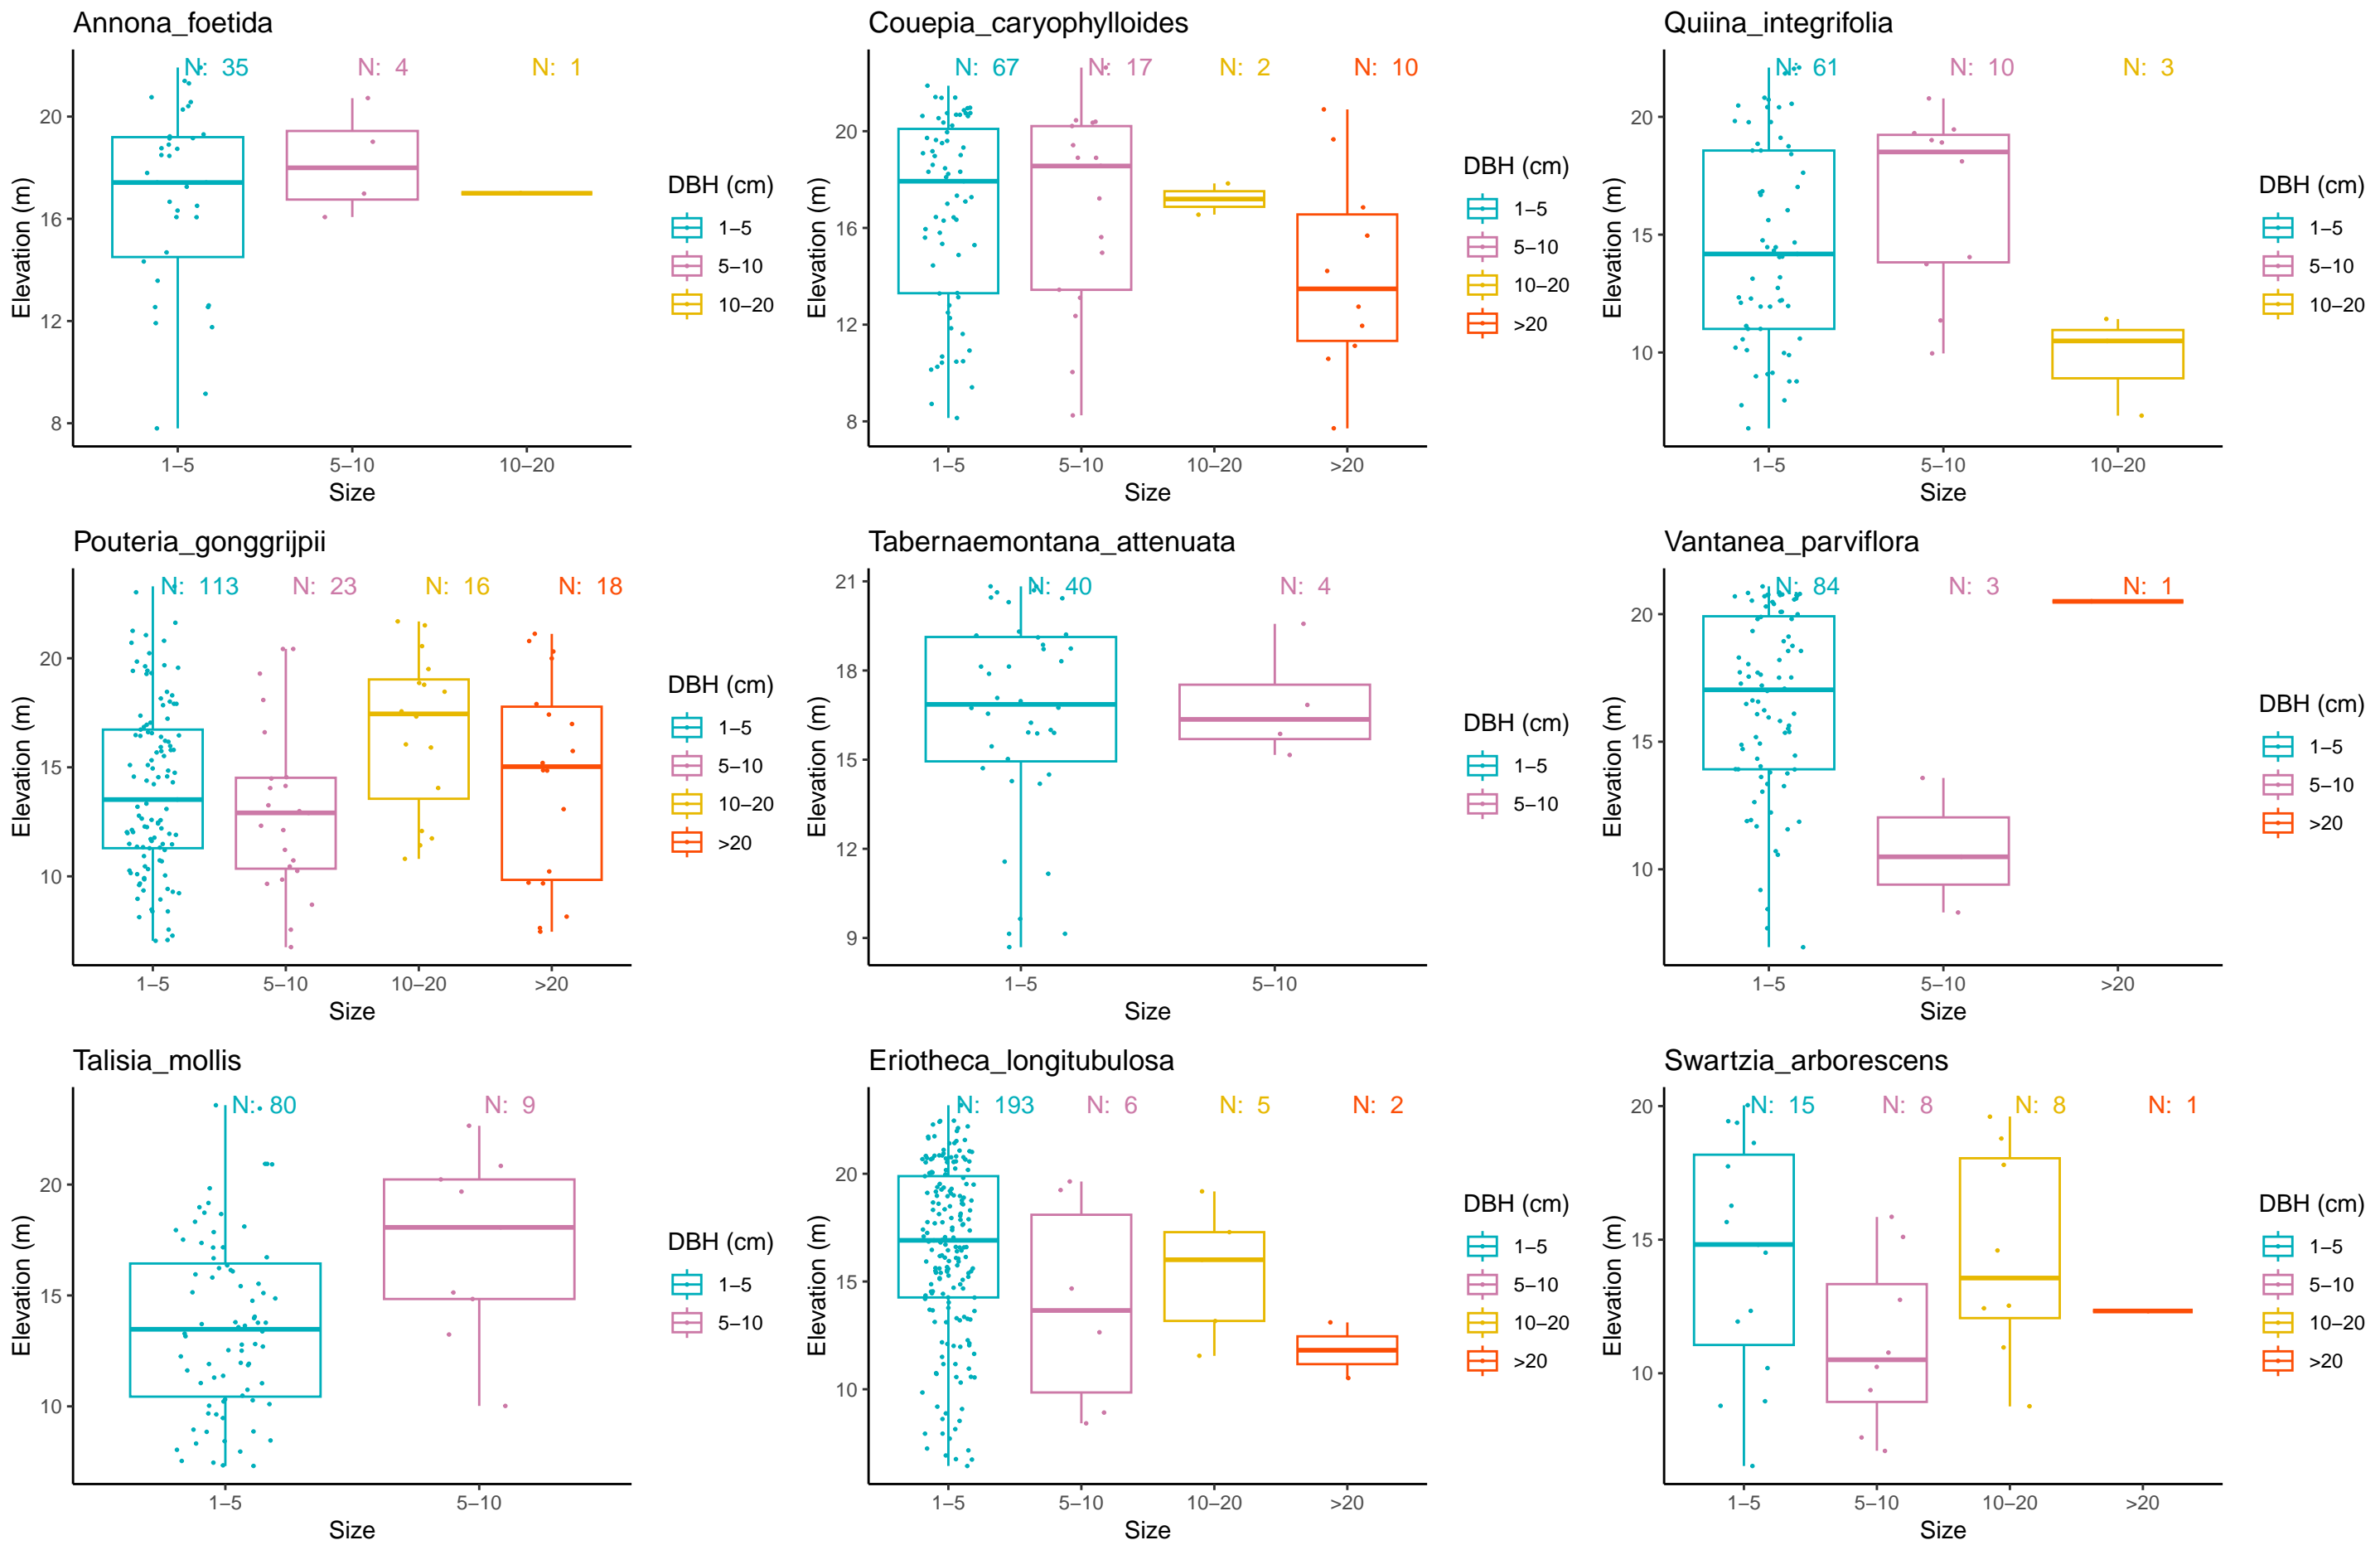 Annona_foetida
N: 35 N: 4 N: 1
20
16
12
8
Elevation (m)
1–5 5–10 10–20
Size
DBH (cm)
1–5
5–10
10–20
Couepia_caryophylloides
N: 67 N: 17 N: 2 N: 10
20
16
12
8
Elevation (m)
1–5 5–10 10–20 >20
Size
DBH (cm)
1–5
5–10
10–20
>20
Quiina_integrifolia
N: 61 N: 10 N: 3
20
15
10
Elevation (m)
1–5 5–10 10–20
Size
DBH (cm)
1–5
5–10
10–20
Pouteria_gonggrijpii
N: 113 N: 23 N: 16 N: 18
20
15
10
Elevation (m)
1–5 5–10 10–20 >20
Size
DBH (cm)
1–5
5–10
10–20
>20
Tabernaemontana_attenuata
N: 40 N: 4
21
18
15
12
9
Elevation (m)
1–5 5–10
Size
DBH (cm)
1–5
5–10
Vantanea_parviflora
N: 84 N: 3 N: 1
20
15
10
Elevation (m)
1–5 5–10 >20
Size
DBH (cm)
1–5
5–10
>20
Talisia_mollis
N: 80 N: 9
20
15
10
Elevation (m)
1–5 5–10
Size
DBH (cm)
1–5
5–10
Eriotheca_longitubulosa
N: 193 N: 6 N: 5 N: 2
20
15
10
Elevation (m)
1–5 5–10 10–20 >20
Size
DBH (cm)
1–5
5–10
10–20
>20
Swartzia_arborescens
N: 15 N: 8 N: 8 N: 1
20
15
10
Elevation (m)
1–5 5–10 10–20 >20
Size
DBH (cm)
1–5
5–10
10–20
>20